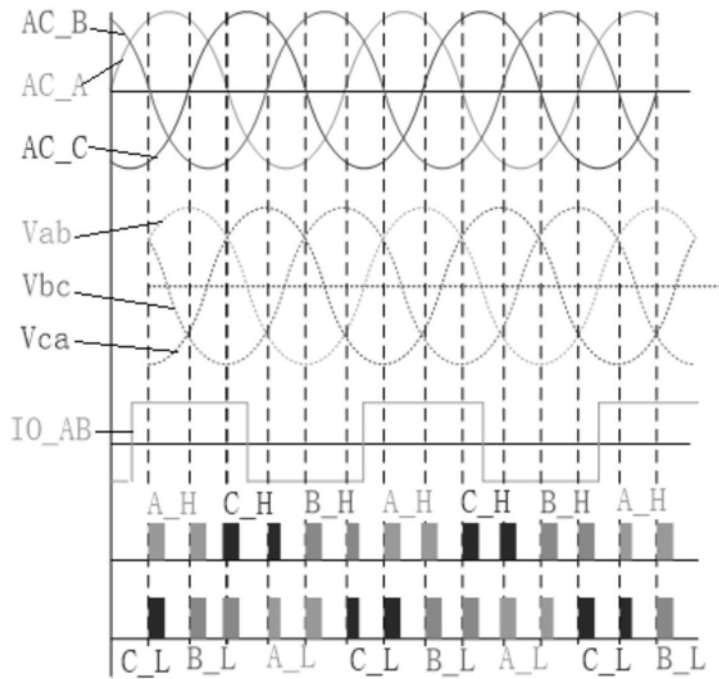 AC_B
AC_A
AC_C
Vab
Vbc
Vca
IO_AB
A_H C_H B_H A_H C_H B_H A_H
C_L B_L A_L C_L B_L A_L C_L B_L